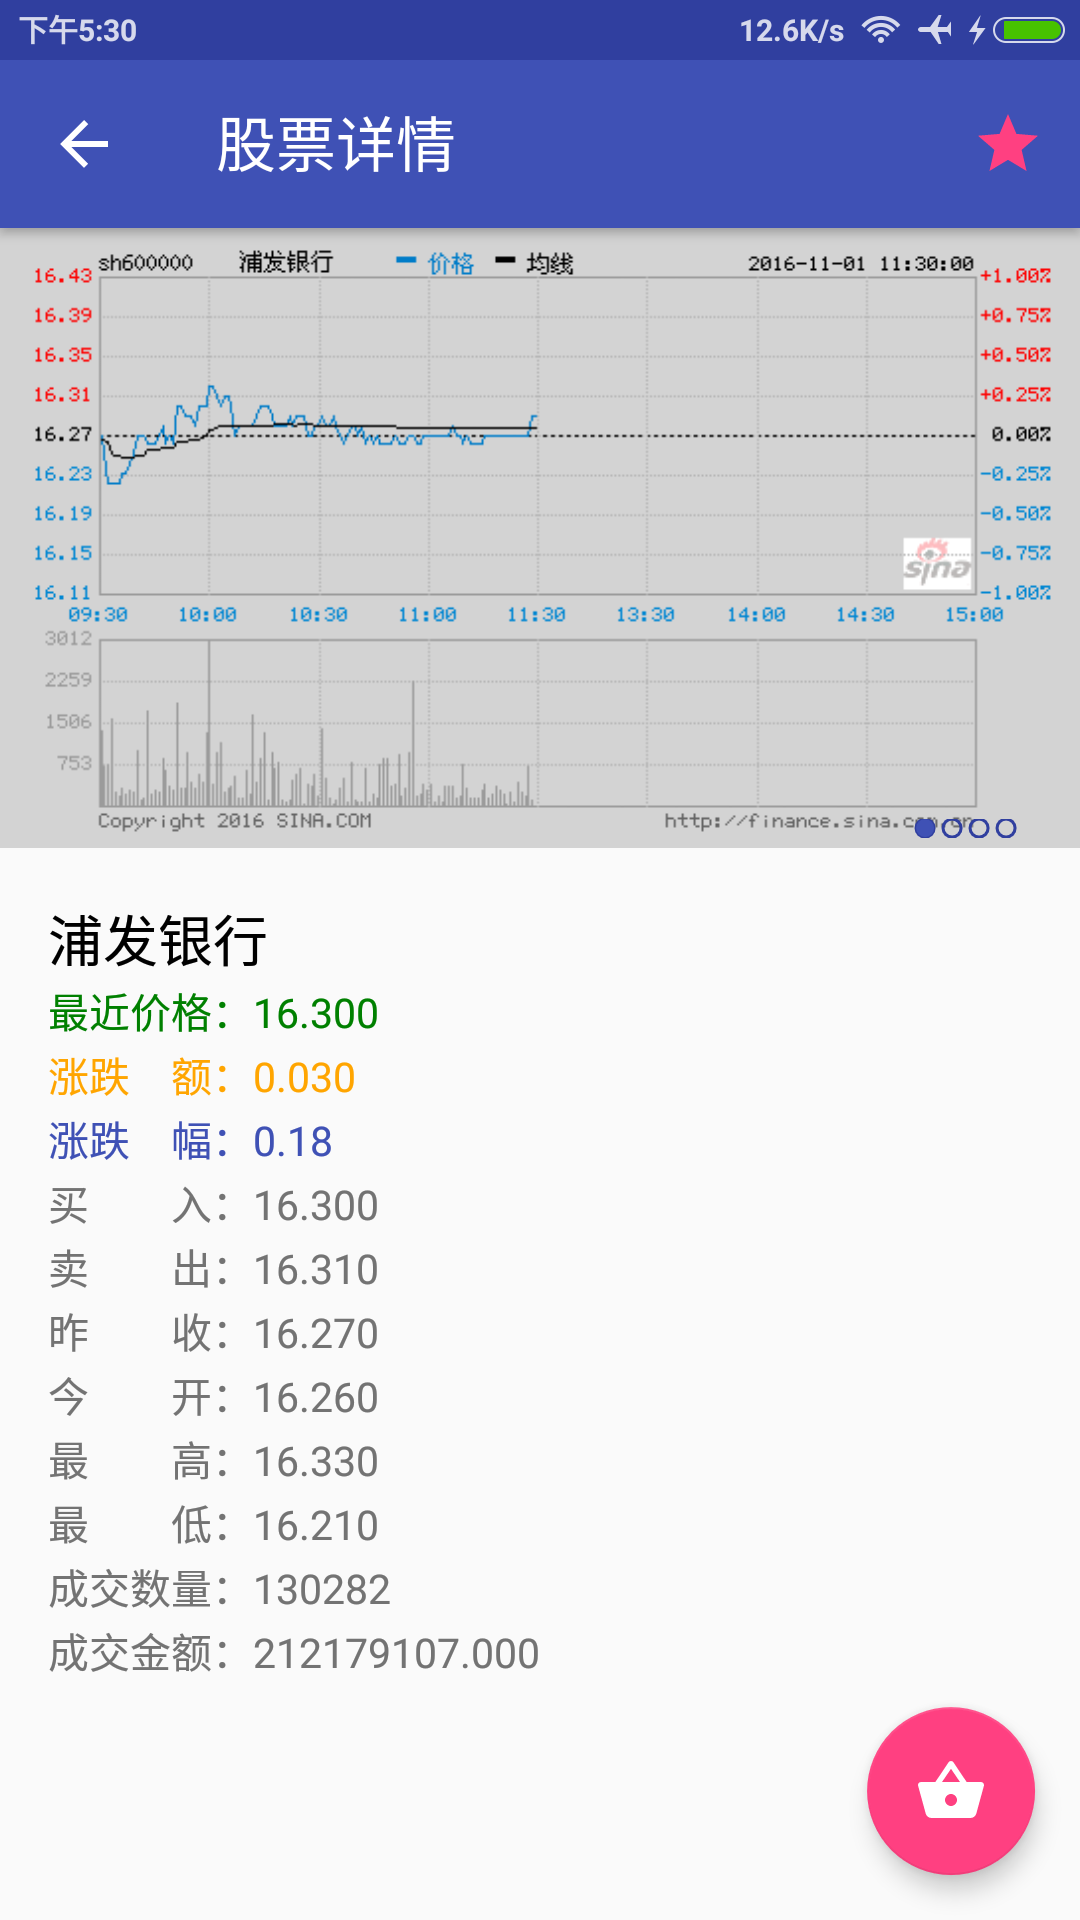 下午5:30 12.6K/s
股票详情
sh600000 浦发银行 价格 均线 2016-11-01 11:30:00
16.43 +1.00%
16.39 +0.75%
16.35 +0.50%
16.31 +0.25%
16.27 0.00%
16.23 -0.25%
16.19 -0.50%
16.15 -0.75%
sina
16.11 -1.00%
09:30 10:00 10:30 11:00 11:30 13:30 14:00 14:30 15:00
3012
2259
1506
753
Copyright 2016 SINA.COM http://finance.sina.com.cn
浦发银行
最近价格：16.300
涨跌　额：0.030
涨跌　幅：0.18
买　　入：16.300
卖　　出：16.310
昨　　收：16.270
今　　开：16.260
最　　高：16.330
最　　低：16.210
成交数量：130282
成交金额：212179107.000